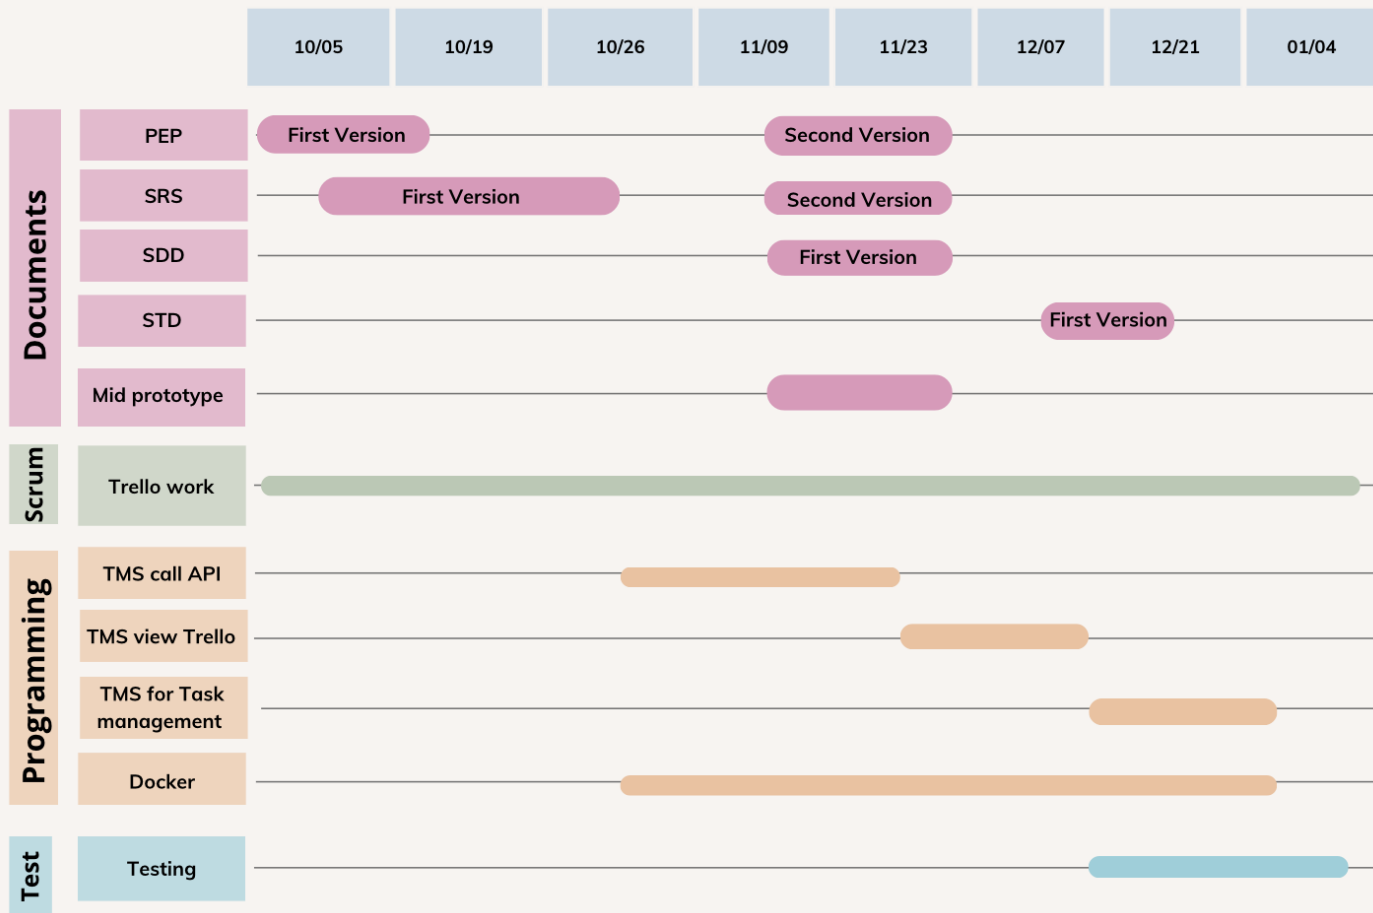 10/05 10/19 10/26 11/09 11/23 12/07 12/21 01/04
Documents
PEP First Version Second Version
SRS First Version Second Version
SDD First Version
STD First Version
Mid prototype
Scrum
Trello work
Programming
TMS call API
TMS view Trello
TMS for Task
management
Docker
Test
Testing